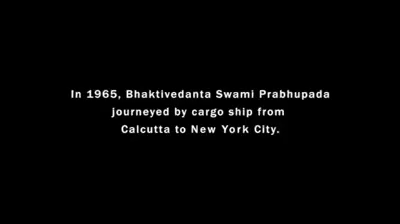 In 1965, Bhaktivedanta Swami Prabhupada
journeyed by cargo ship from
Calcutta to New York City.